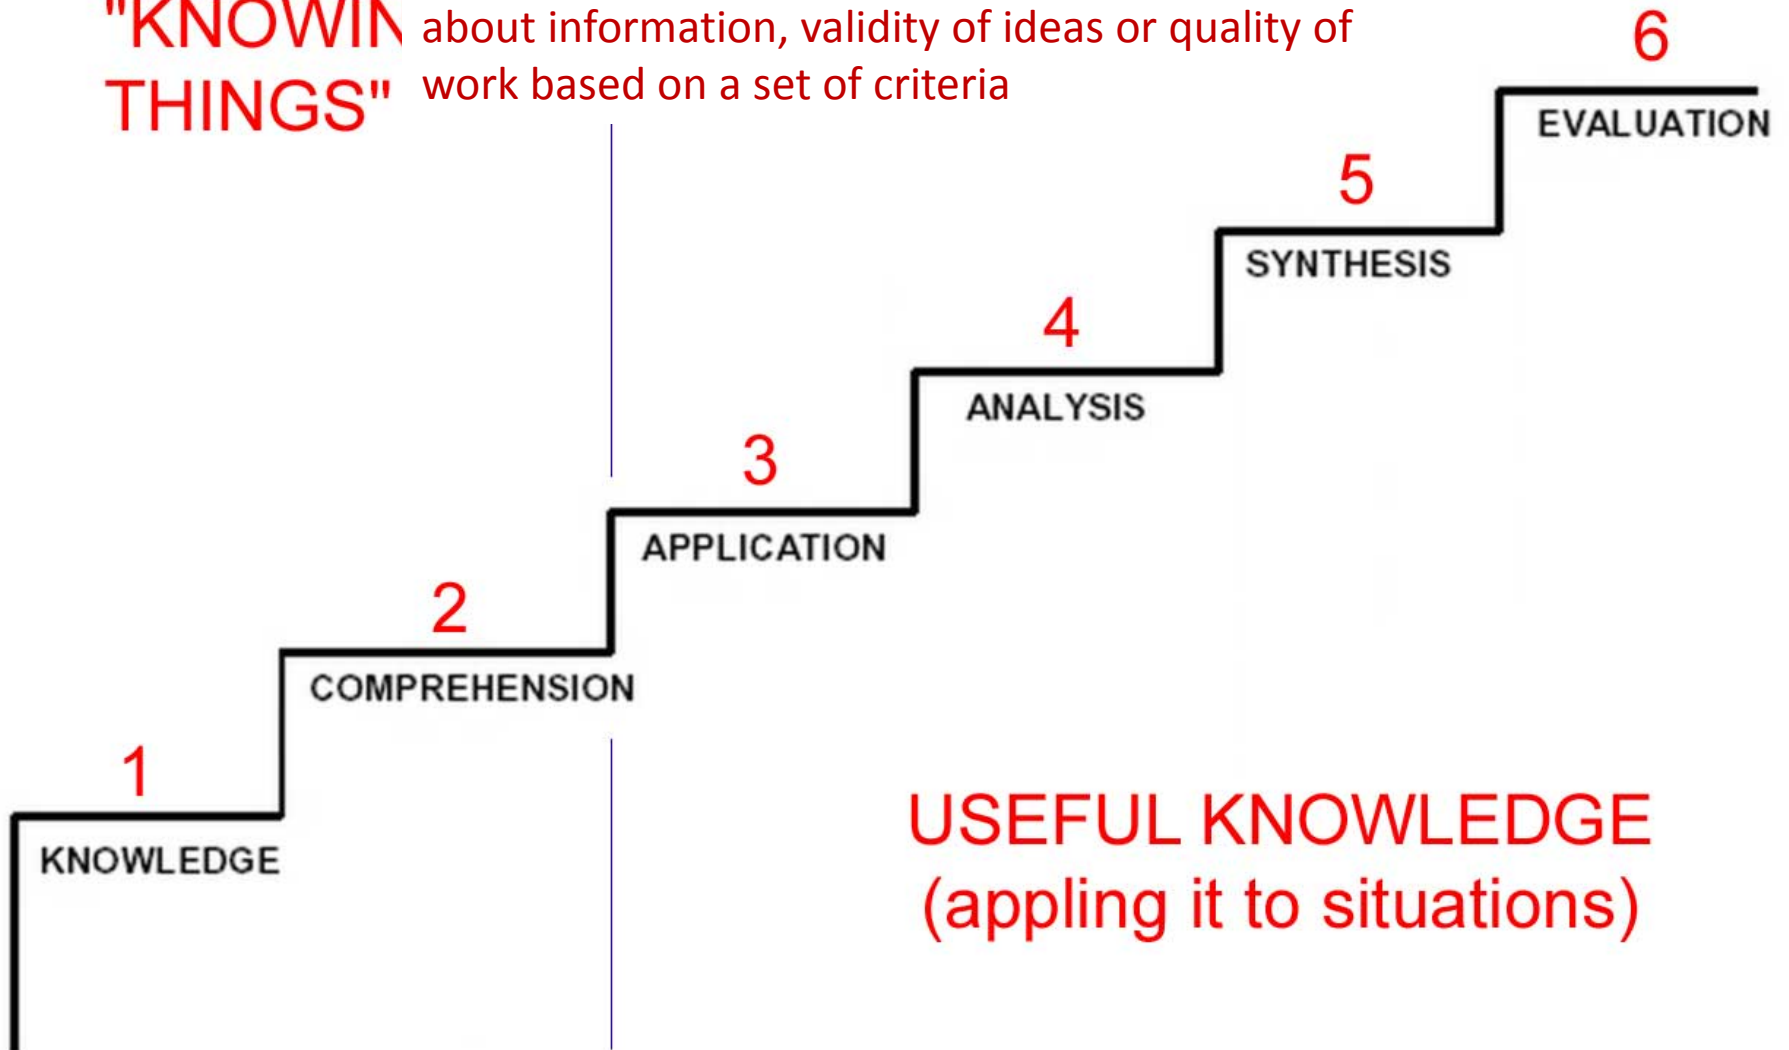 "KNOWIN
THINGS"
about information, validity of ideas or quality of
work based on a set of criteria
6
EVALUATION
5
SYNTHESIS
4
ANALYSIS
3
APPLICATION
2
COMPREHENSION
1
KNOWLEDGE
USEFUL KNOWLEDGE
(appling it to situations)